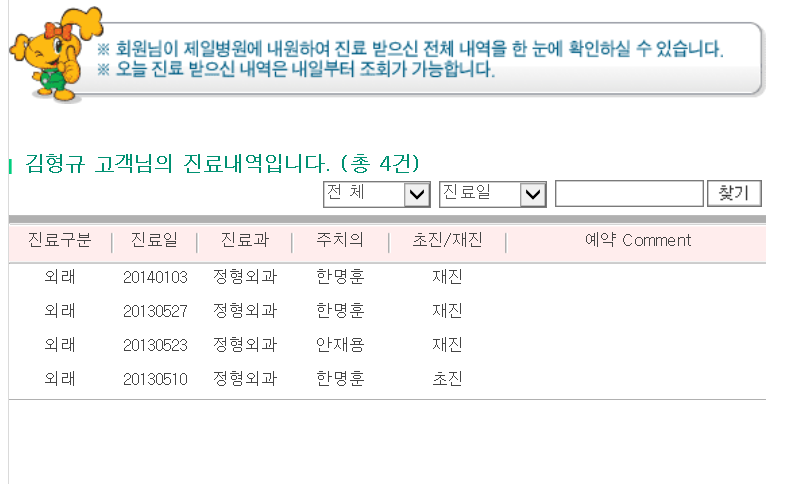 ※ 회원님이 제일병원에 내원하여 진료 받으신 전체 내역을 한 눈에 확인하실 수 있습니다.
※ 오늘 진료 받으신 내역은 내일부터 조회가 가능합니다.
김형규 고객님의 진료내역입니다. (총 4건)
전 체 진료일 찾기
진료구분 | 진료일 | 진료과 | 주치의 | 초진/재진 | 예약 Comment
외래 20140103 정형외과 한명훈 재진
외래 20130527 정형외과 한명훈 재진
외래 20130523 정형외과 안재용 재진
외래 20130510 정형외과 한명훈 초진